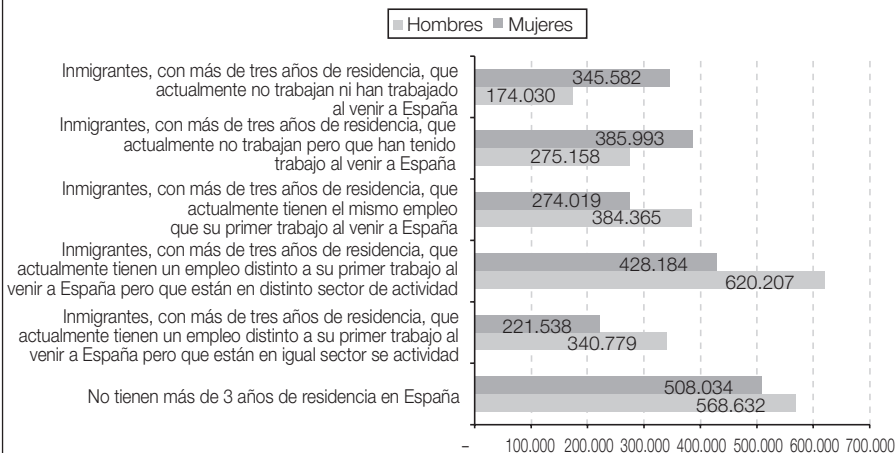 Hombres Mujeres
Inmigrantes, con más de tres años de residencia, que
actualmente no trabajan ni han trabajado
al venir a España
345.582
174.030
Inmigrantes, con más de tres años de residencia, que
actualmente no trabajan pero que han tenido
trabajo al venir a España
385.993
275.158
Inmigrantes, con más de tres años de residencia, que
actualmente tienen el mismo empleo
que su primer trabajo al venir a España
274.019
384.365
Inmigrantes, con más de tres años de residencia, que
actualmente tienen un empleo distinto a su primer trabajo al
venir a España pero que están en distinto sector de actividad
428.184
620.207
Inmigrantes, con más de tres años de residencia, que
actualmente tienen un empleo distinto a su primer trabajo al
venir a España pero que están en igual sector se actividad
221.538
340.779
No tienen más de 3 años de residencia en España
508.034
568.632
– 100.000 200.000 300.000 400.000 500.000 600.000 700.000